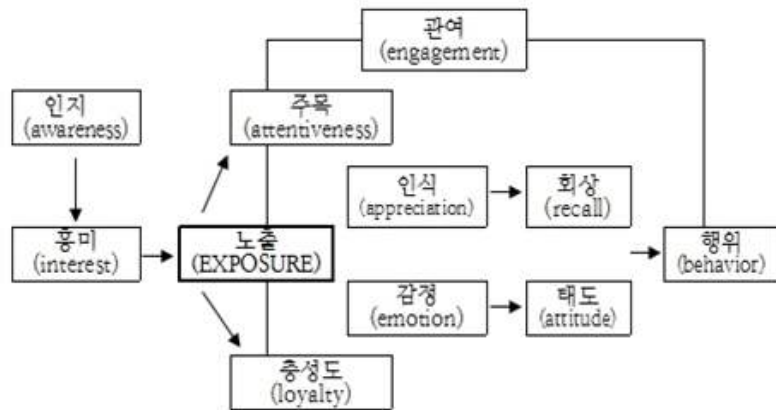 관여
(engagement)
인지
(awareness)
주목
(attentiveness)
인식
(appreciation)
회상
(recall)
흥미
(interest)
노출
(EXPOSURE)
행위
(behavior)
감정
(emotion)
태도
(attitude)
충성도
(loyalty)